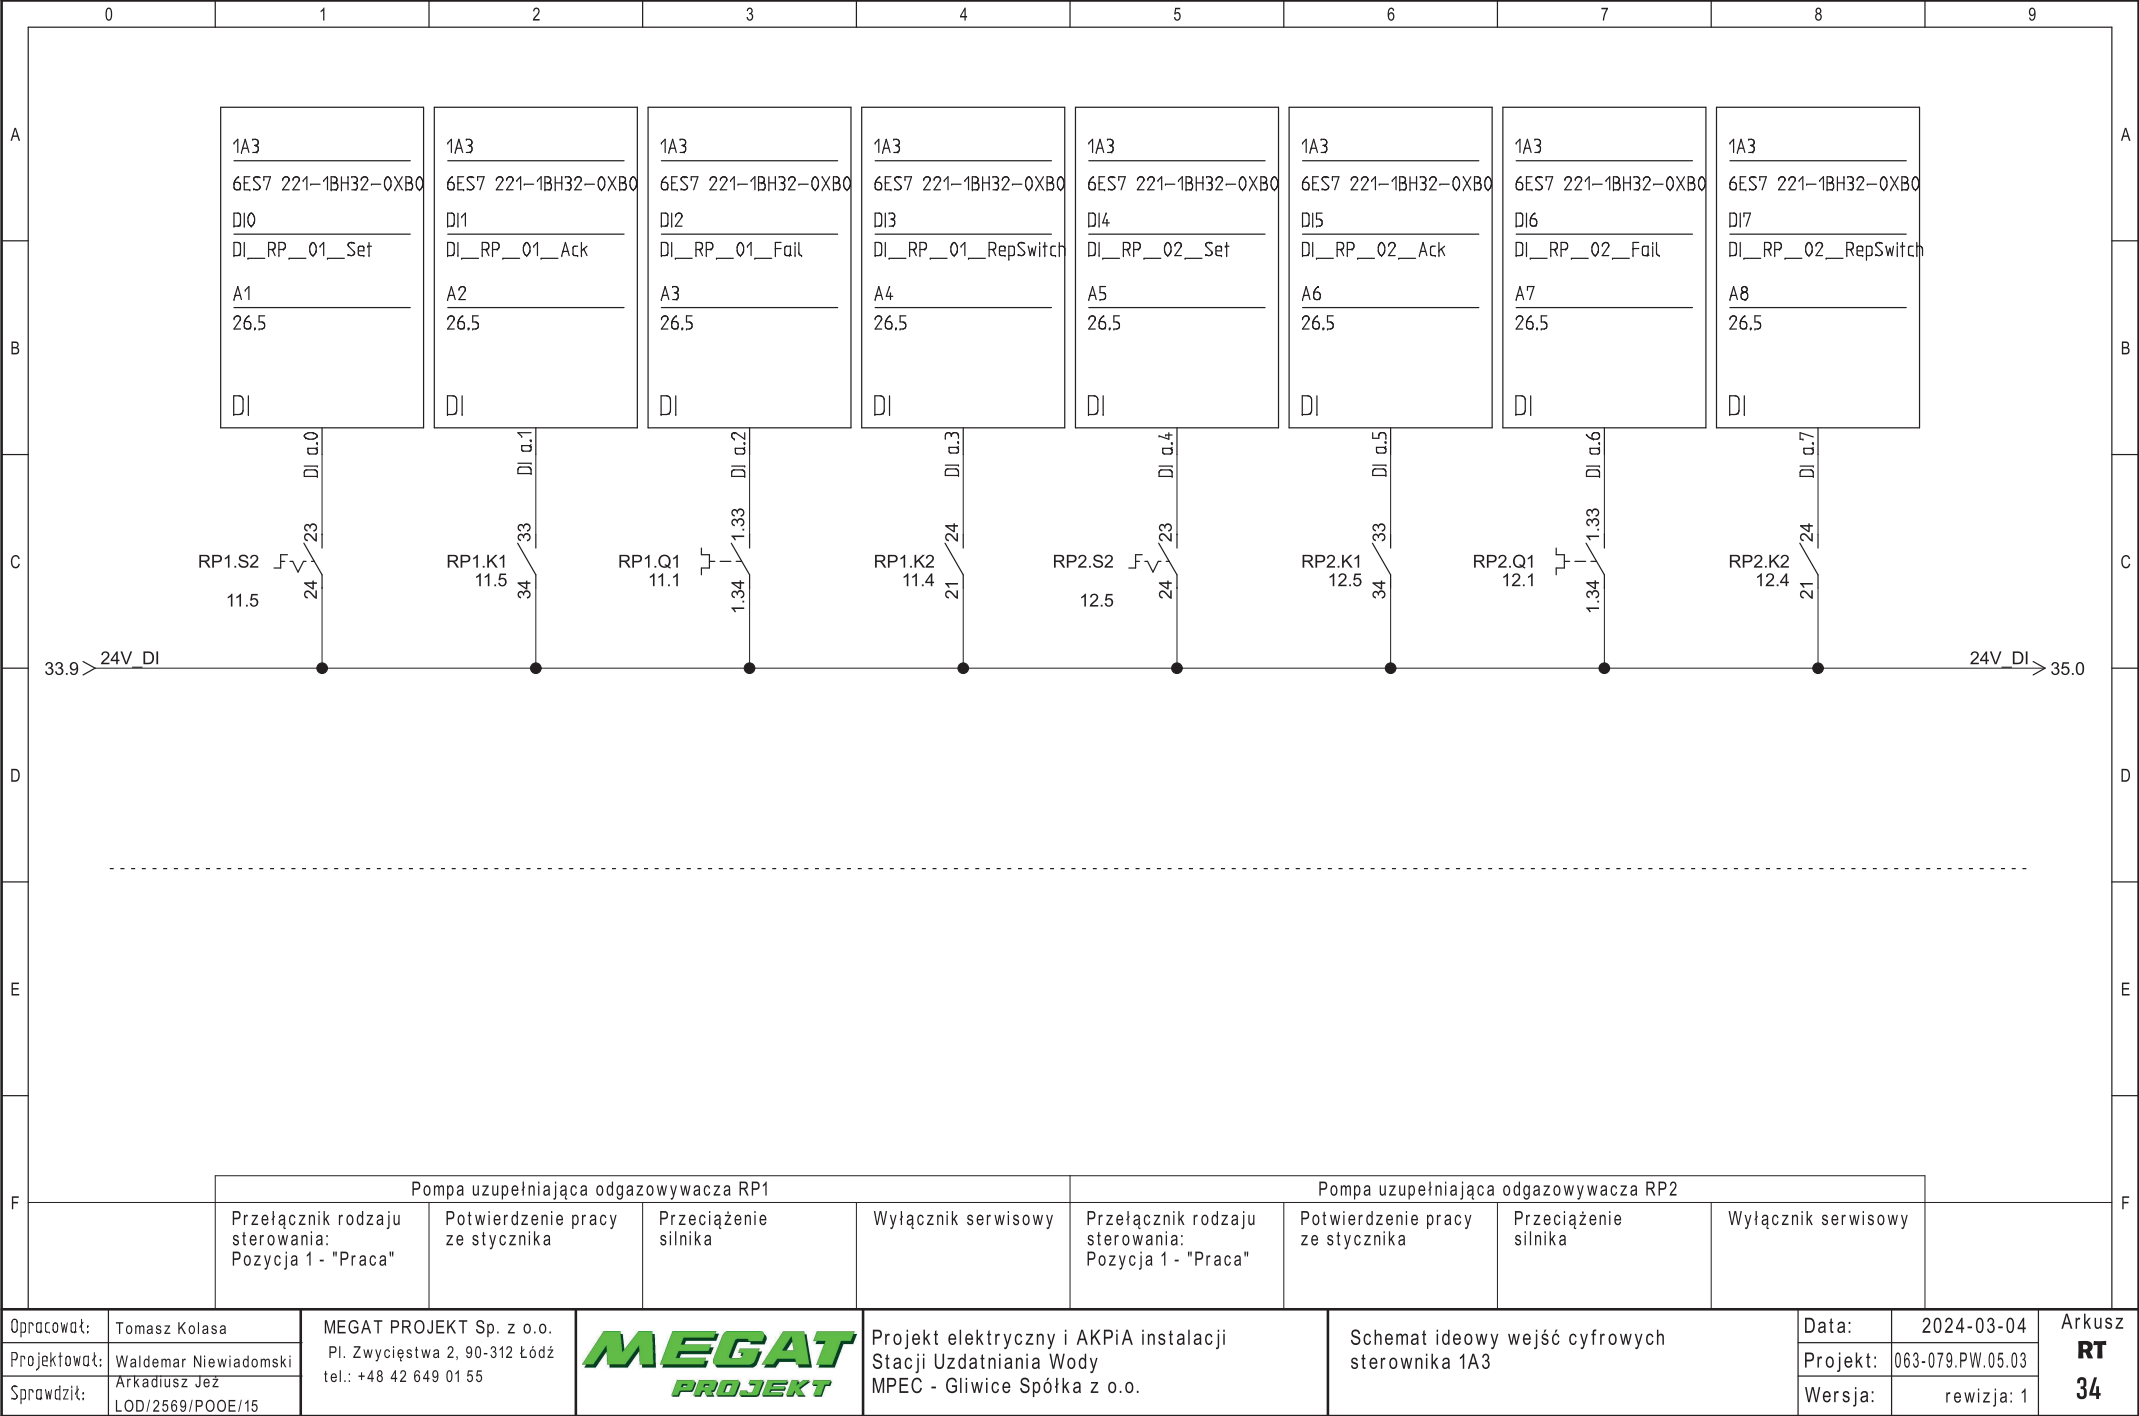 0 1 2 3 4 5 6 7 8 9
A A
1A3 1A3 1A3 1A3 1A3 1A3 1A3 1A3
6ES7 221-1BH32-0XB0 6ES7 221-1BH32-0XB0 6ES7 221-1BH32-0XB0 6ES7 221-1BH32-0XB0 6ES7 221-1BH32-0XB0 6ES7 221-1BH32-0XB0 6ES7 221-1BH32-0XB0 6ES7 221-1BH32-0XB0
DI0 DI1 DI2 DI3 DI4 DI5 DI6 DI7
DI_RP_01_Set DI_RP_01_Ack DI_RP_01_Fail DI_RP_01_RepSwitch DI_RP_02_Set DI_RP_02_Ack DI_RP_02_Fail DI_RP_02_RepSwitch
A1 A2 A3 A4 A5 A6 A7 A8
26.5 26.5 26.5 26.5 26.5 26.5 26.5 26.5
B B
DI DI DI DI DI DI DI DI
DI a.0 DI a.1 DI a.2 DI a.3 DI a.4 DI a.5 DI a.6 DI a.7
23 33 1.33 24 23 33 1.33 24
C RP1.S2 RP1.K1 RP1.Q1 RP1.K2 RP2.S2 RP2.K1 RP2.Q1 RP2.K2 C
11.5 11.1 11.4 12.5 12.1 12.4
24 34 1.34 21 24 34 1.34 21
11.5 12.5
24V_DI 24V_DI
33.9 35.0
D D
E E
Pompa uzupełniająca odgazowywacza RP1 Pompa uzupełniająca odgazowywacza RP2
F F
Przełącznik rodzaju
sterowania:
Pozycja 1 - "Praca"
Potwierdzenie pracy
ze stycznika
Przeciążenie
silnika
Wyłącznik serwisowy
Przełącznik rodzaju
sterowania:
Pozycja 1 - "Praca"
Potwierdzenie pracy
ze stycznika
Przeciążenie
silnika
Wyłącznik serwisowy
Opracował: Tomasz Kolasa
Projektował: Waldemar Niewiadomski
Sprawdził: Arkadiusz Jeż
LOD/2569/POOE/15
MEGAT PROJEKT Sp. z o.o.
Pl. Zwycięstwa 2, 90-312 Łódź
tel.: +48 42 649 01 55
MEGAT
PROJEKT
Projekt elektryczny i AKPiA instalacji
Stacji Uzdatniania Wody
MPEC - Gliwice Spółka z o.o.
Schemat ideowy wejść cyfrowych
sterownika 1A3
Data: 2024-03-04
Projekt: 063-079.PW.05.03
Wersja: rewizja: 1
Arkusz
RT
34